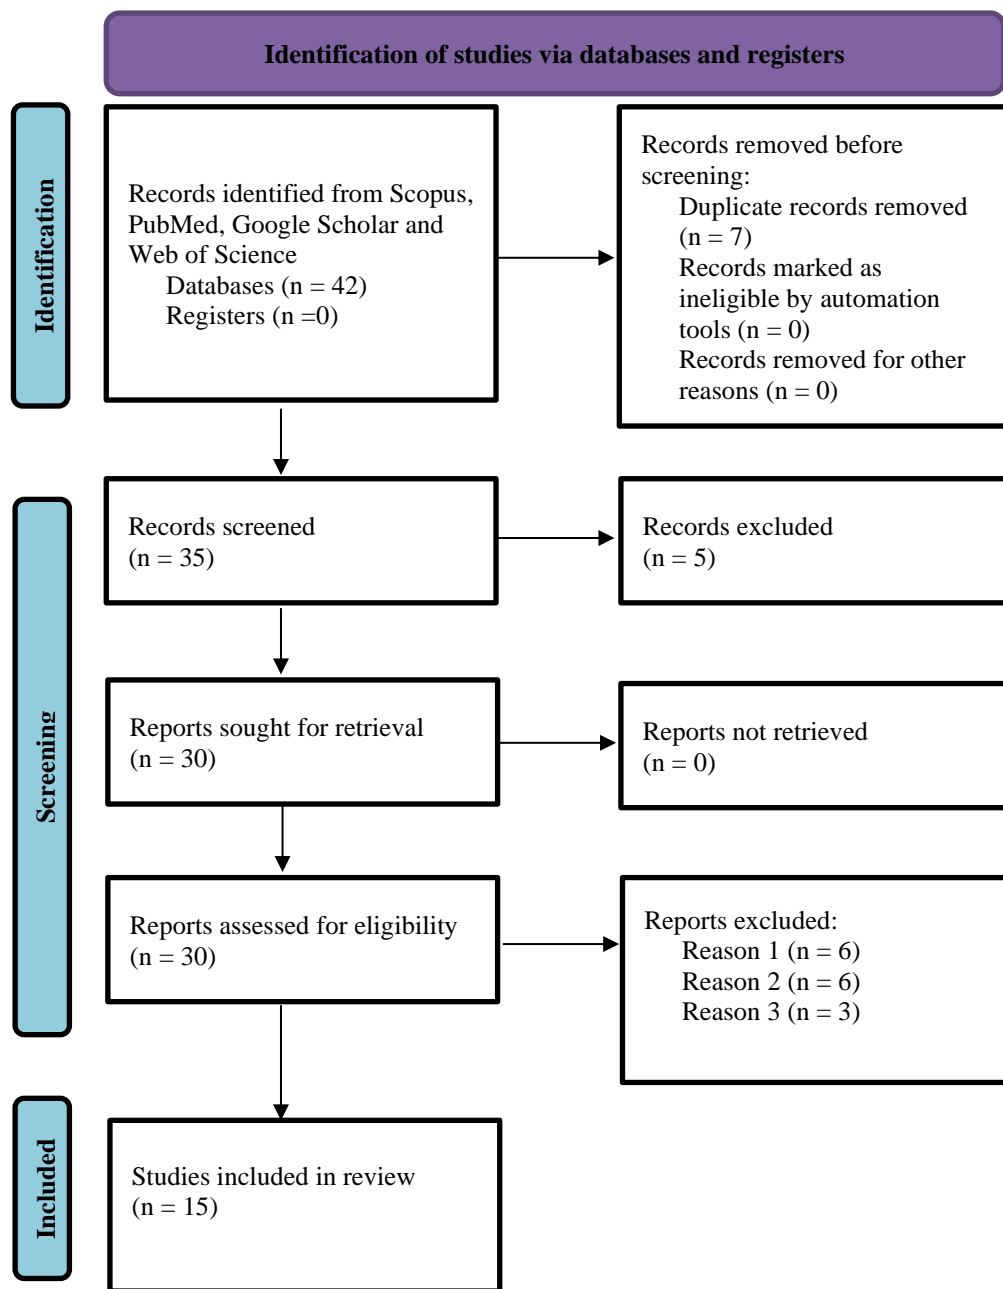 Identification of studies via databases and registers
Identification
Records identified from Scopus,
PubMed, Google Scholar and
Web of Science
Databases (n = 42)
Registers (n =0)
Records removed before
screening:
Duplicate records removed
(n = 7)
Records marked as
ineligible by automation
tools (n = 0)
Records removed for other
reasons (n = 0)
Screening
Records screened
(n = 35)
Records excluded
(n = 5)
Reports sought for retrieval
(n = 30)
Reports not retrieved
(n = 0)
Reports assessed for eligibility
(n = 30)
Reports excluded:
Reason 1 (n = 6)
Reason 2 (n = 6)
Reason 3 (n = 3)
Included
Studies included in review
(n = 15)